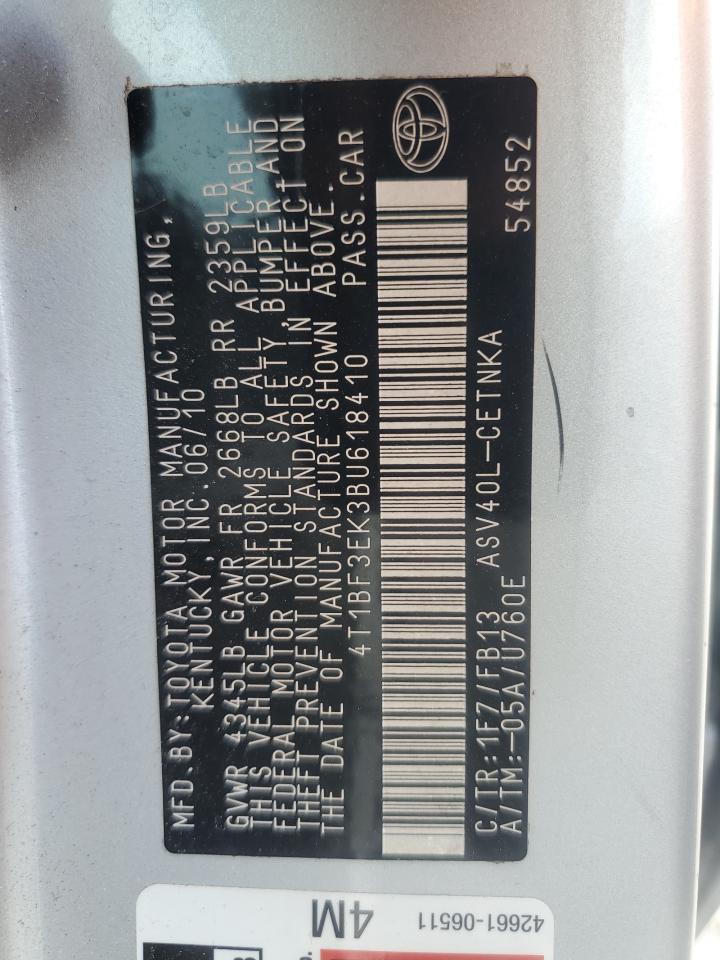 MFD.BY:TOYOTA MOTOR MANUFACTURING,
KENTUCKY,INC.06/10
GVWR 4345LB GAWR FR 2668LB RR 2359LB
THIS VEHICLE CONFORMS TO ALL APPLICABLE
FEDERAL MOTOR VEHICLE SAFETY, BUMPER AND
THEFT PREVENTION STANDARDS IN EFFECT ON
THE DATE OF MANUFACTURE SHOWN ABOVE.
4T1BF3EK3BU618410 PASS.CAR
C/TR:1F7/FB13 ASV40L-CETNKA
A/TM:-05A/U760E 54852
4M
42661-06511